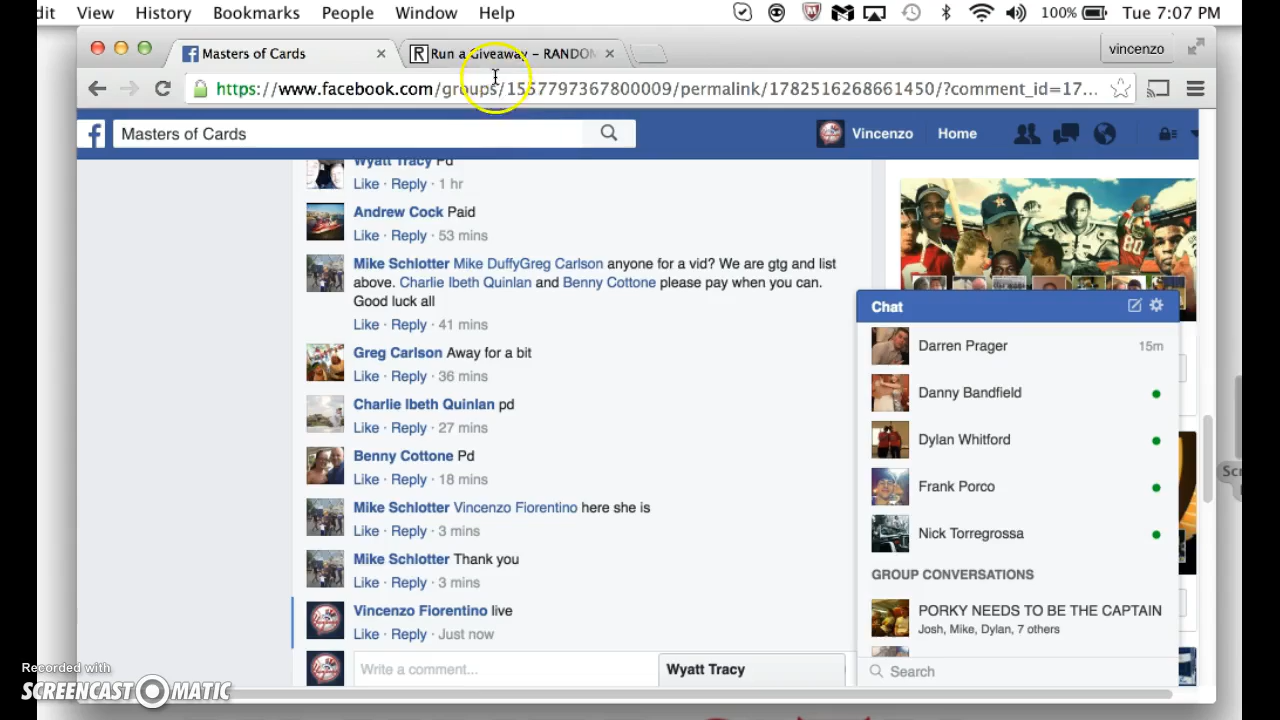 dit View History Bookmarks People Window Help 100% Tue 7:07 PM
Masters of Cards Run a Giveaway – RANDOM vincenzo
https://www.facebook.com/groups/1557797367800009/permalink/1782516268661450/?comment_id=17...
Masters of Cards Vincenzo Home
Wyatt Tracy Pd
Like · Reply · 1 hr
Andrew Cock Paid
Like · Reply · 53 mins
Mike Schlotter Mike DuffyGreg Carlson anyone for a vid? We are gtg and list
above. Charlie Ibeth Quinlan and Benny Cottone please pay when you can.
Good luck all
Like · Reply · 41 mins
Greg Carlson Away for a bit
Like · Reply · 36 mins
Charlie Ibeth Quinlan pd
Like · Reply · 27 mins
Benny Cottone Pd
Like · Reply · 18 mins
Mike Schlotter Vincenzo Fiorentino here she is
Like · Reply · 3 mins
Mike Schlotter Thank you
Like · Reply · 3 mins
Vincenzo Fiorentino live
Like · Reply · Just now
Write a comment...
Wyatt Tracy
80
Chat
Darren Prager 15m
Danny Bandfield
Dylan Whitford
Frank Porco
Nick Torregrossa
GROUP CONVERSATIONS
PORKY NEEDS TO BE THE CAPTAIN
Josh, Mike, Dylan, 7 others
Search
Scr
Recorded with
SCREENCAST-O-MATIC